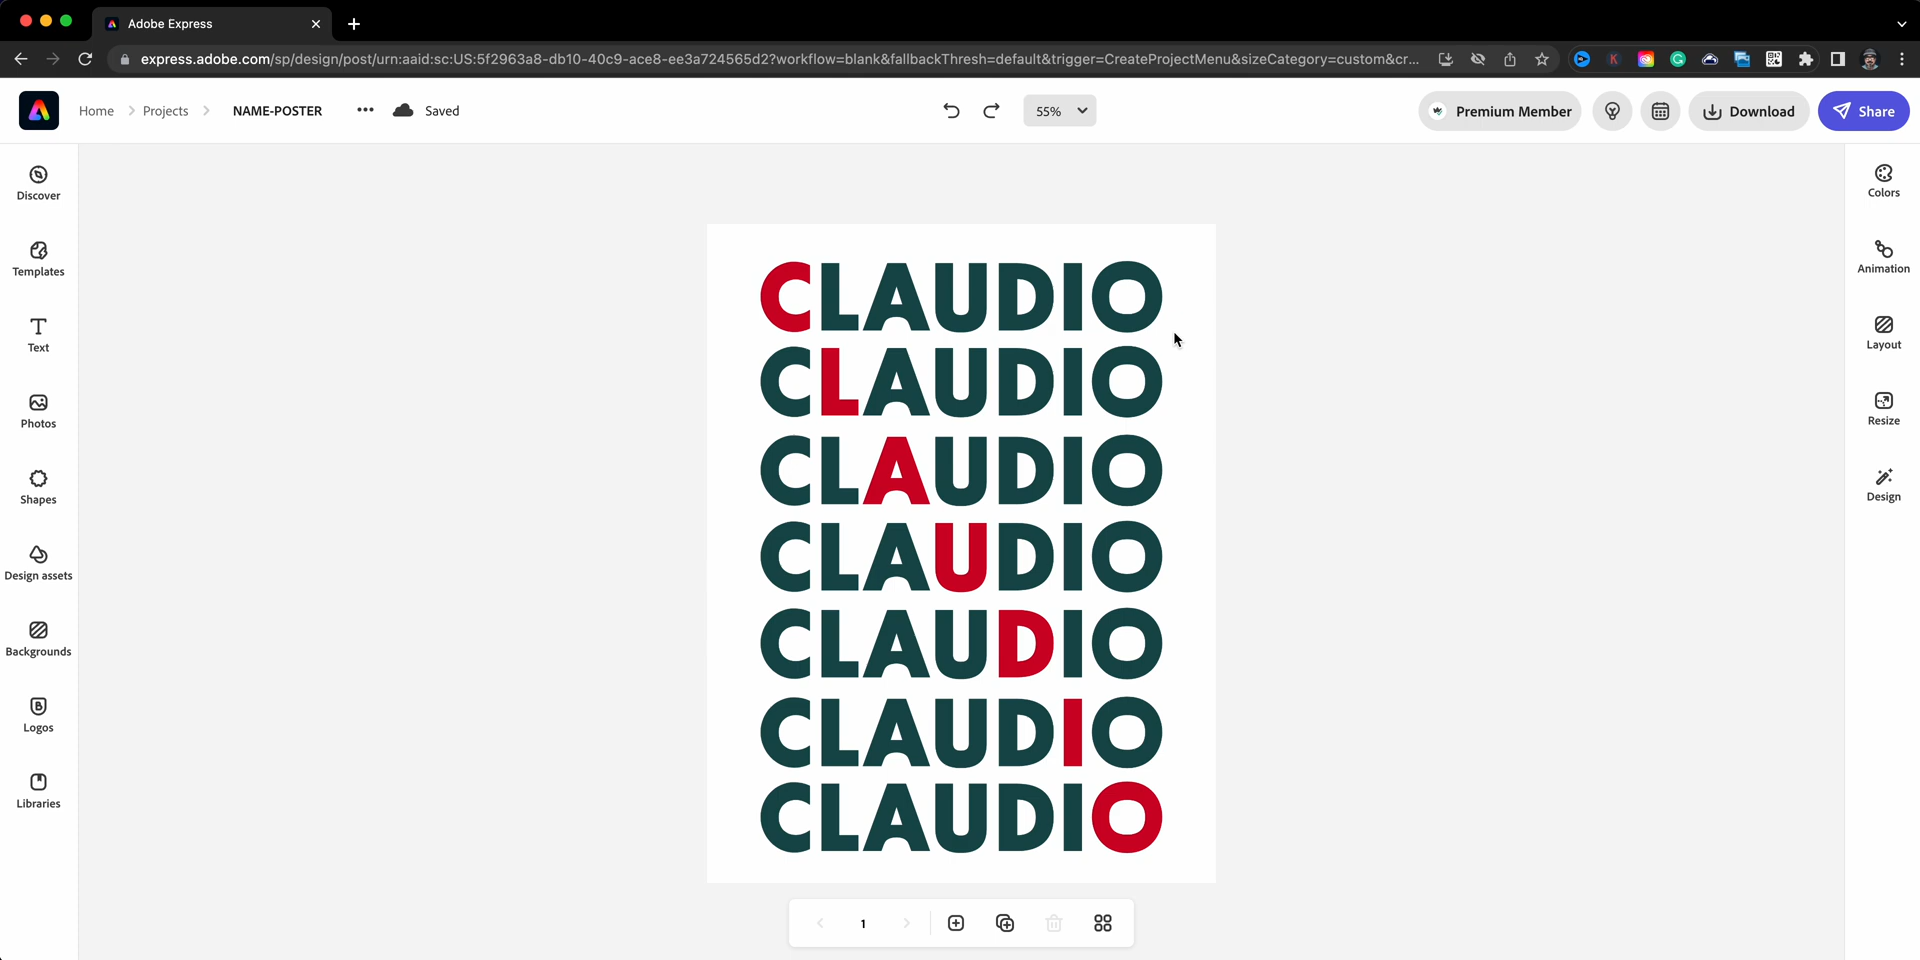 Adobe Express
express.adobe.com/sp/design/post/urn:aaid:sc:US:5f2963a8-db10-40c9-ace8-ee3a724565d2?workflow=blank&fallbackThresh=default&trigger=CreateProjectMenu&sizeCategory=custom&cr...
Home
Projects
NAME-POSTER
Saved
55%
Premium Member
Download
Share
Discover
Templates
Text
Photos
Shapes
Design assets
Backgrounds
Logos
Libraries
CLAUDIO
CLAUDIO
CLAUDIO
CLAUDIO
CLAUDIO
CLAUDIO
CLAUDIO
1
Colors
Animation
Layout
Resize
Design